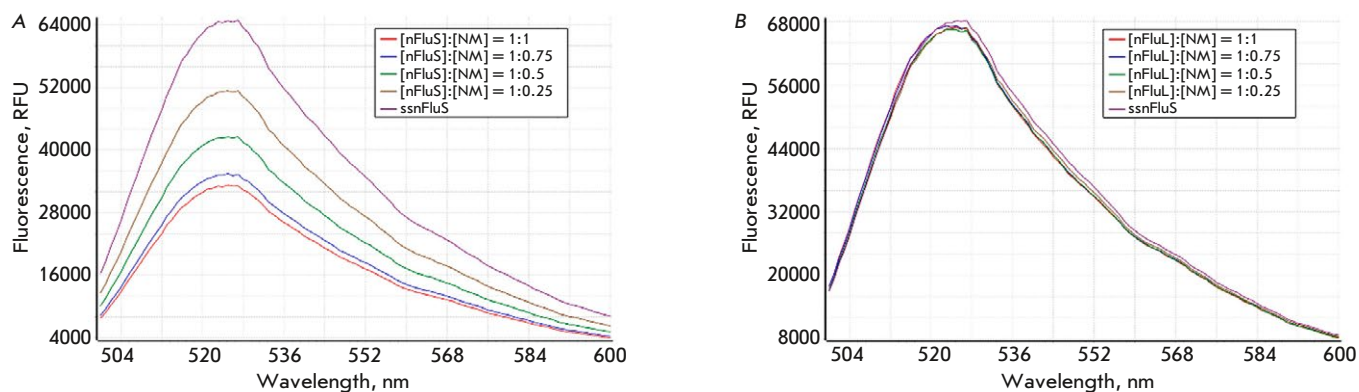 A
64000
52000
40000
28000
16000
4000
Fluorescence, RFU
504 520 536 552 568 584 600
Wavelength, nm
[nFluS]:[NM] = 1:1
[nFluS]:[NM] = 1:0.75
[nFluS]:[NM] = 1:0.5
[nFluS]:[NM] = 1:0.25
ssnFluS
B
68000
56000
44000
32000
20000
8000
Fluorescence, RFU
504 520 536 552 568 584 600
Wavelength, nm
[nFluL]:[NM] = 1:1
[nFluL]:[NM] = 1:0.75
[nFluL]:[NM] = 1:0.5
[nFluL]:[NM] = 1:0.25
ssnFluS